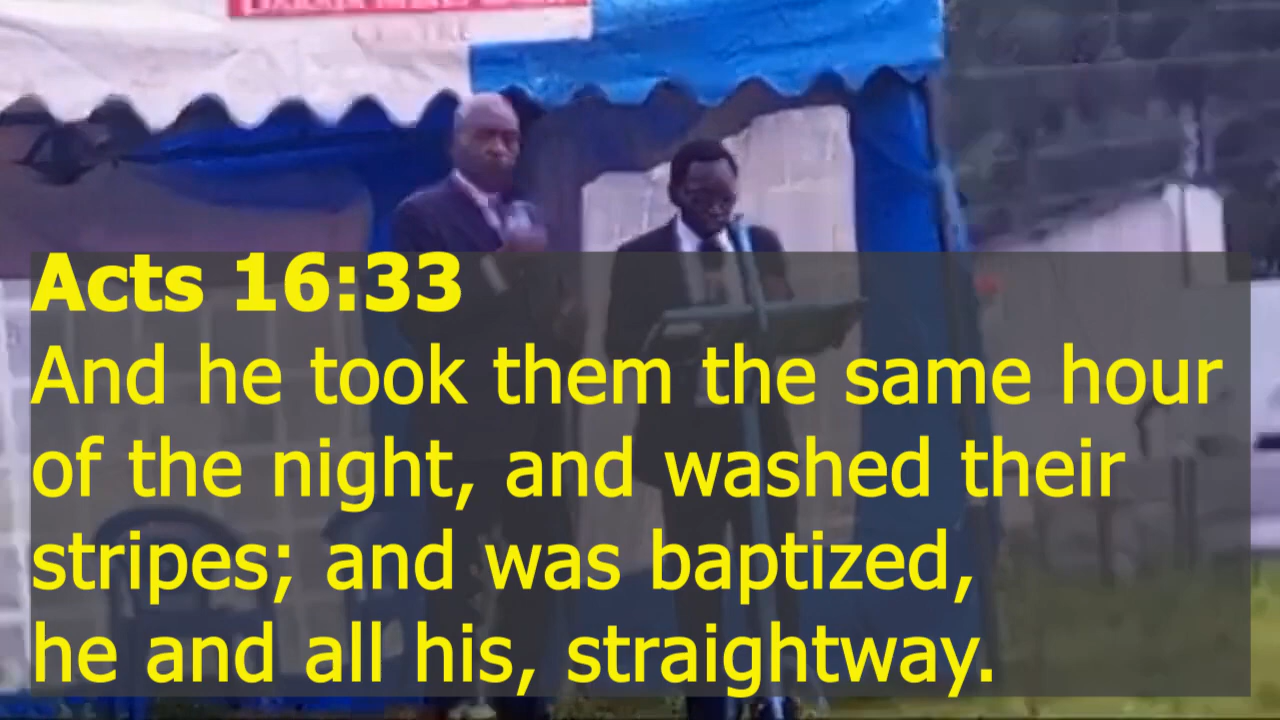 CENTRE
Acts 16:33
And he took them the same hour
of the night, and washed their
stripes; and was baptized,
he and all his, straightway.